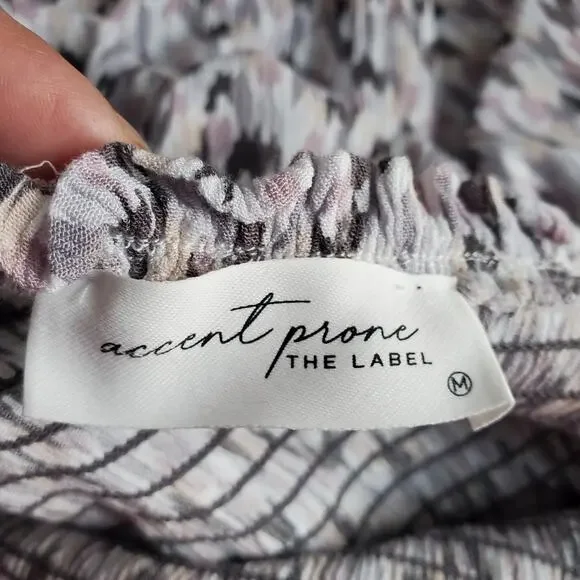 accent prone
THE LABEL
M